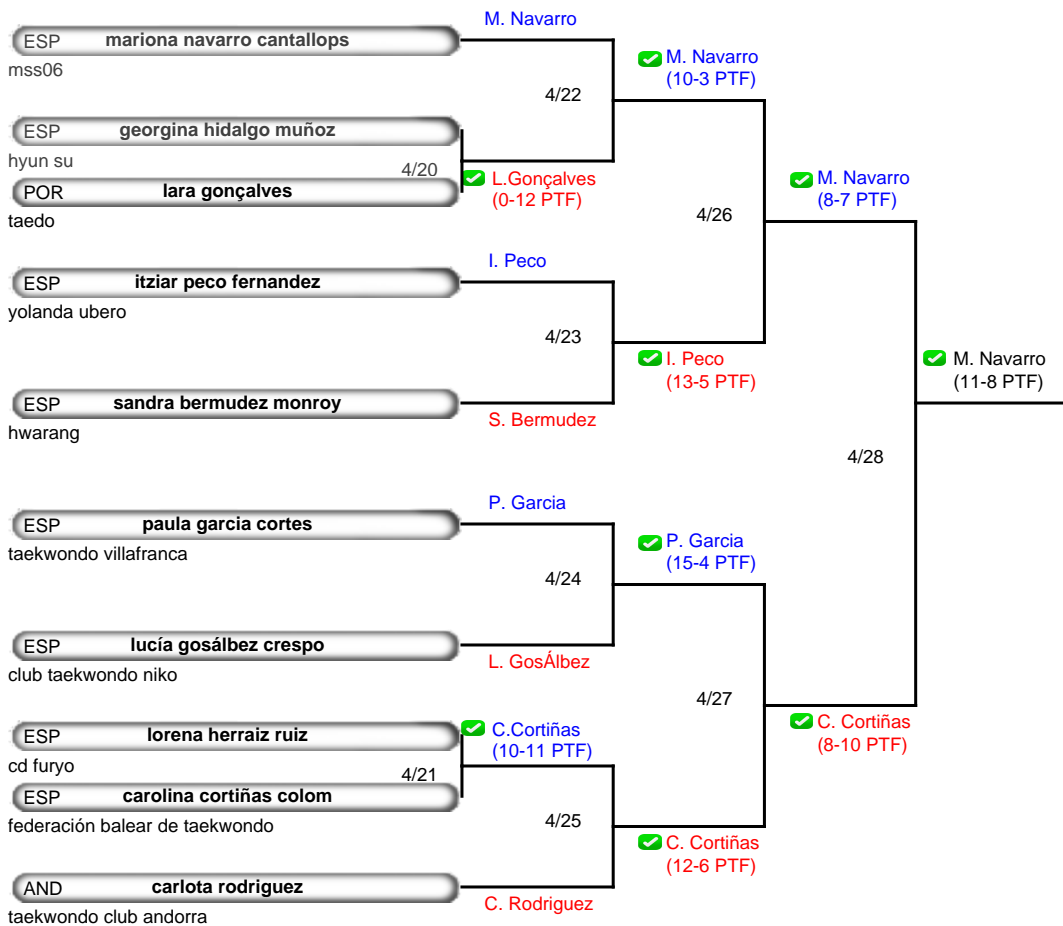 M. Navarro
ESP mariona navarro cantallops
mss06
M. Navarro
(10-3 PTF)
4/22
ESP georgina hidalgo muñoz
hyun su
4/20
L.Gonçalves
(0-12 PTF)
POR lara gonçalves
taedo
M. Navarro
(8-7 PTF)
4/26
I. Peco
ESP itziar peco fernandez
yolanda ubero
4/23
I. Peco
(13-5 PTF)
M. Navarro
(11-8 PTF)
ESP sandra bermudez monroy
S. Bermudez
hwarang
4/28
P. Garcia
ESP paula garcia cortes
taekwondo villafranca
P. Garcia
(15-4 PTF)
4/24
ESP lucía gosálbez crespo
L. GosÁlbez
club taekwondo niko
4/27
C. Cortiñas
(8-10 PTF)
ESP lorena herraiz ruiz
C.Cortiñas
(10-11 PTF)
cd furyo
4/21
ESP carolina cortiñas colom
federación balear de taekwondo
4/25
C. Cortiñas
(12-6 PTF)
AND carlota rodriguez
C. Rodriguez
taekwondo club andorra